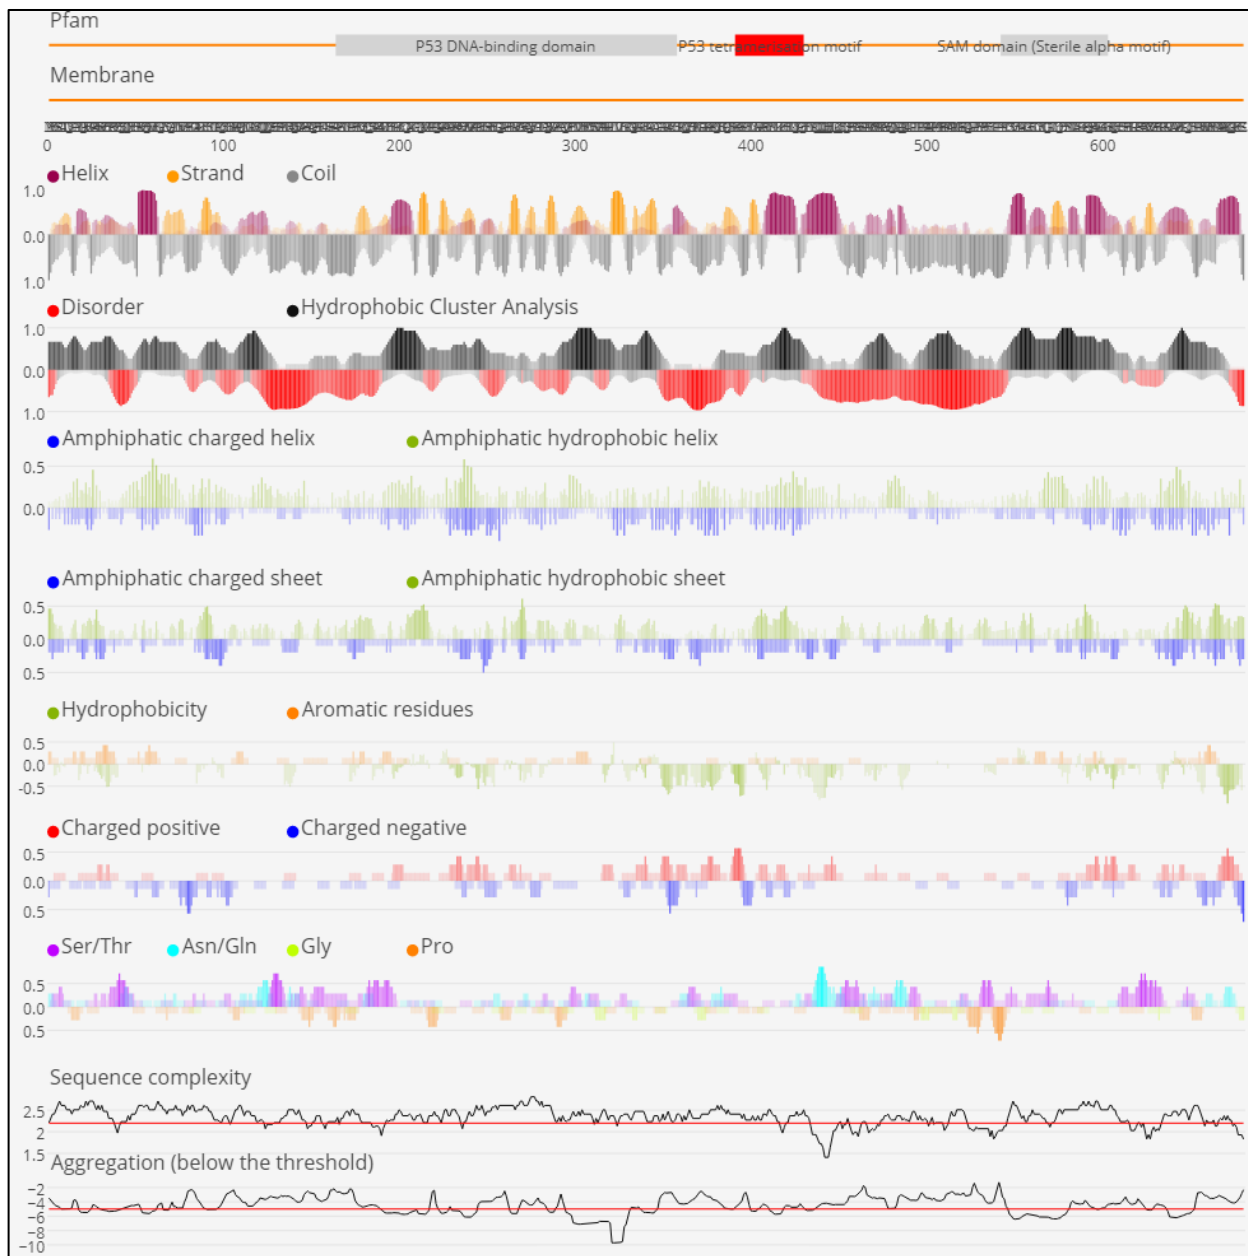 Pfam
P53 DNA-binding domain P53 tetramerisation motif SAM domain (Sterile alpha motif)
Membrane
0 100 200 300 400 500 600
Helix Strand Coil
1.0
0.0
1.0
Disorder Hydrophobic Cluster Analysis
1.0
0.0
1.0
Amphiphatic charged helix Amphiphatic hydrophobic helix
0.5
0.0
Amphiphatic charged sheet Amphiphatic hydrophobic sheet
0.5
0.0
0.5
Hydrophobicity Aromatic residues
0.5
0.0
-0.5
Charged positive Charged negative
0.5
0.0
0.5
Ser/Thr Asn/Gln Gly Pro
0.5
0.0
0.5
Sequence complexity
2.5
2
1.5
Aggregation (below the threshold)
−2
−4
−6
−8
−10